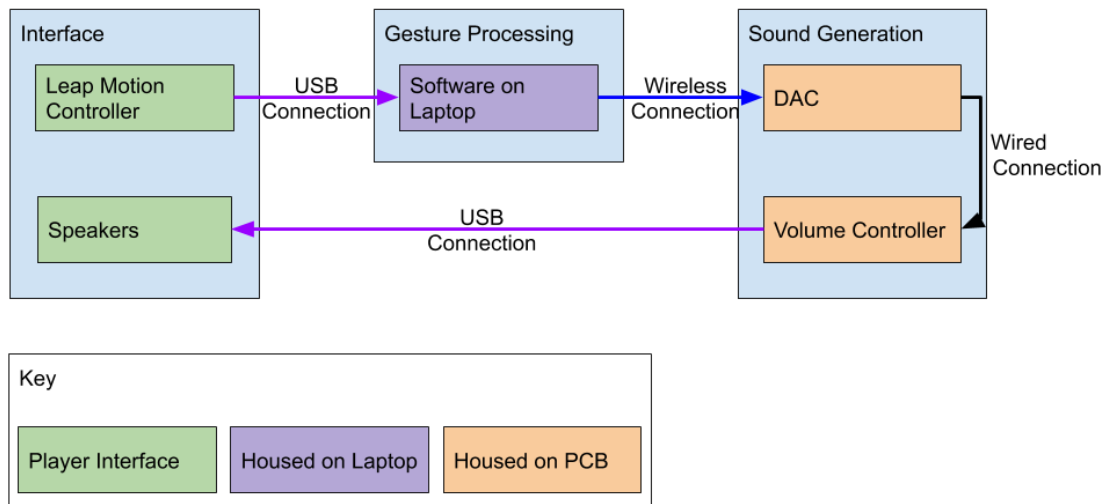 Interface
Gesture Processing
Sound Generation
Leap Motion
Controller
USB
Connection
Software on
Laptop
Wireless
Connection
DAC
Wired
Connection
Speakers
USB
Connection
Volume Controller
Key
Player Interface
Housed on Laptop
Housed on PCB